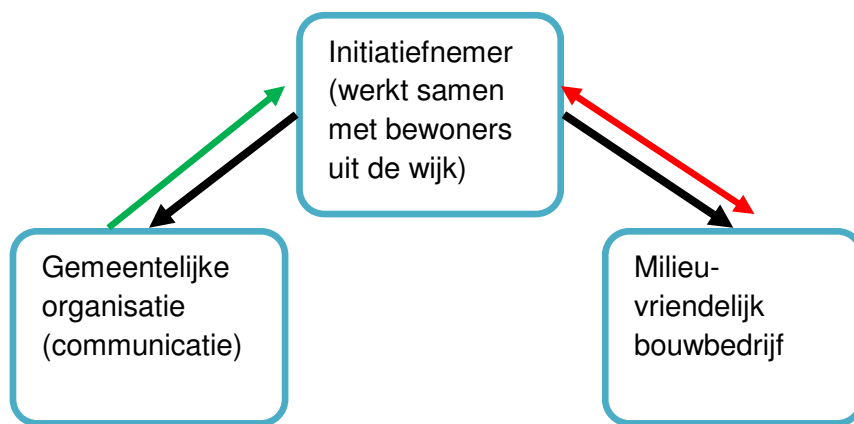 Initiatiefnemer
(werkt samen
met bewoners
uit de wijk)
Gemeentelijke
organisatie
(communicatie)
Milieu-
vriendelijk
bouwbedrijf